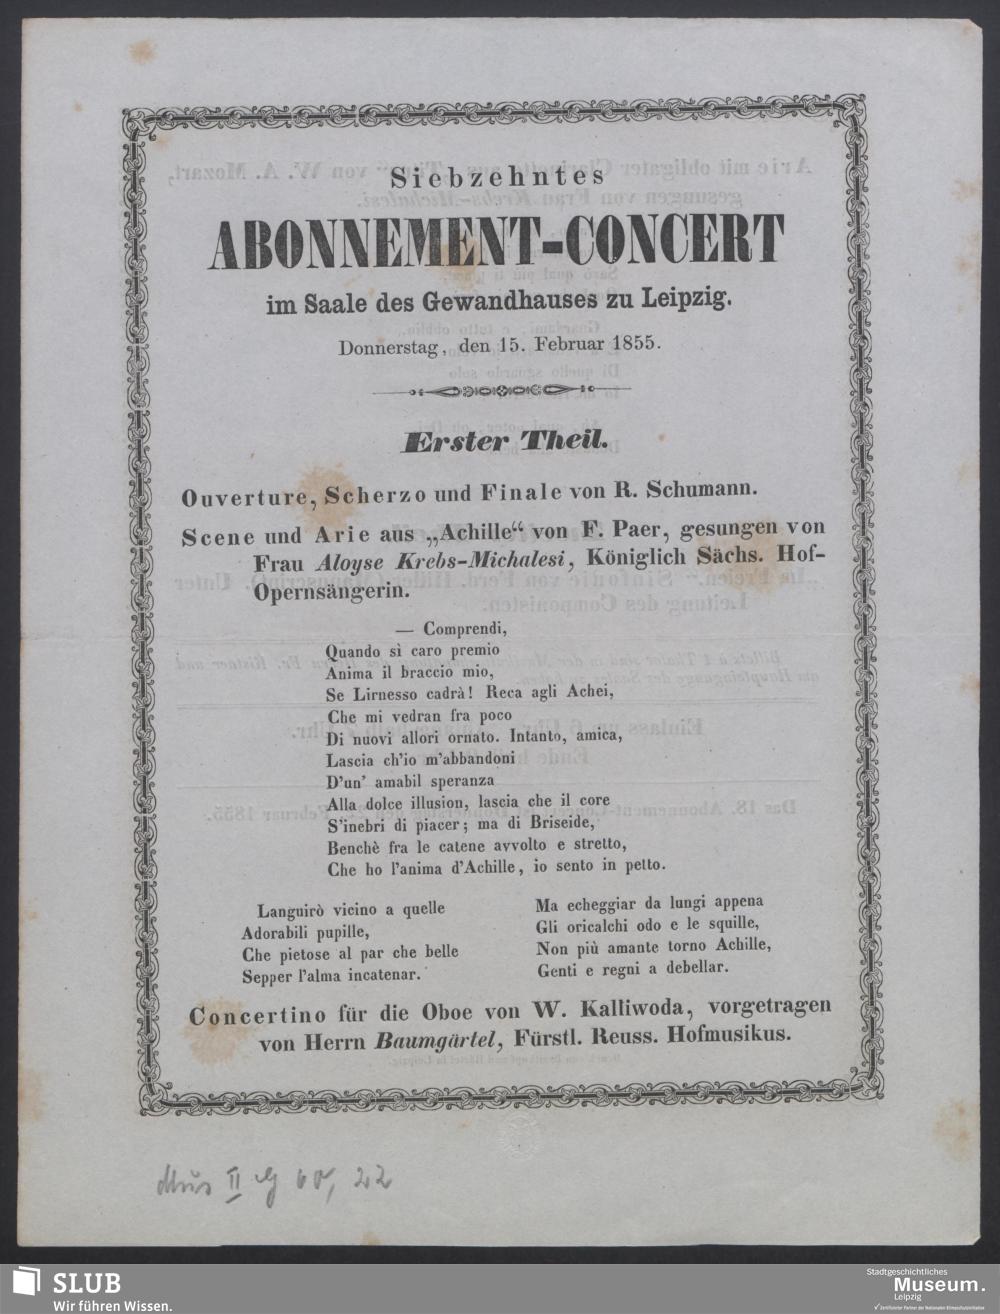 Siebzehntes
ABONNEMENT-CONCERT
im Saale des Gewandhauses zu Leipzig.
Donnerstag, den 15. Februar 1855.
Erster Theil.
Ouverture, Scherzo und Finale von R. Schumann.
Scene und Arie aus „Achille“ von F. Paer, gesungen von
Frau Aloyse Krebs-Michalesi, Königlich Sächs. Hof-
Opernsängerin.
— Comprendi,
Quando sì caro premio
Anima il braccio mio,
Se Lirnesso cadrà! Reca agli Achei,
Che mi vedran fra poco
Di nuovi allori ornato. Intanto, amica,
Lascia ch'io m'abbandoni
D'un' amabil speranza
Alla dolce illusion, lascia che il core
S'inebri di piacer; ma di Briseide,
Benchè fra le catene avvolto e stretto,
Che ho l'anima d'Achille, io sento in petto.
Languirò vicino a quelle
Adorabili pupille,
Che pietose al par che belle
Sepper l'alma incatenar.
Ma echeggiar da lungi appena
Gli oricalchi odo e le squille,
Non più amante torno Achille,
Genti e regni a debellar.
Concertino für die Oboe von W. Kalliwoda, vorgetragen
von Herrn Baumgärtel, Fürstl. Reuss. Hofmusikus.
Mus II 22
SLUB
Wir führen Wissen.
Stadtgeschichtliches
Museum.
Leipzig